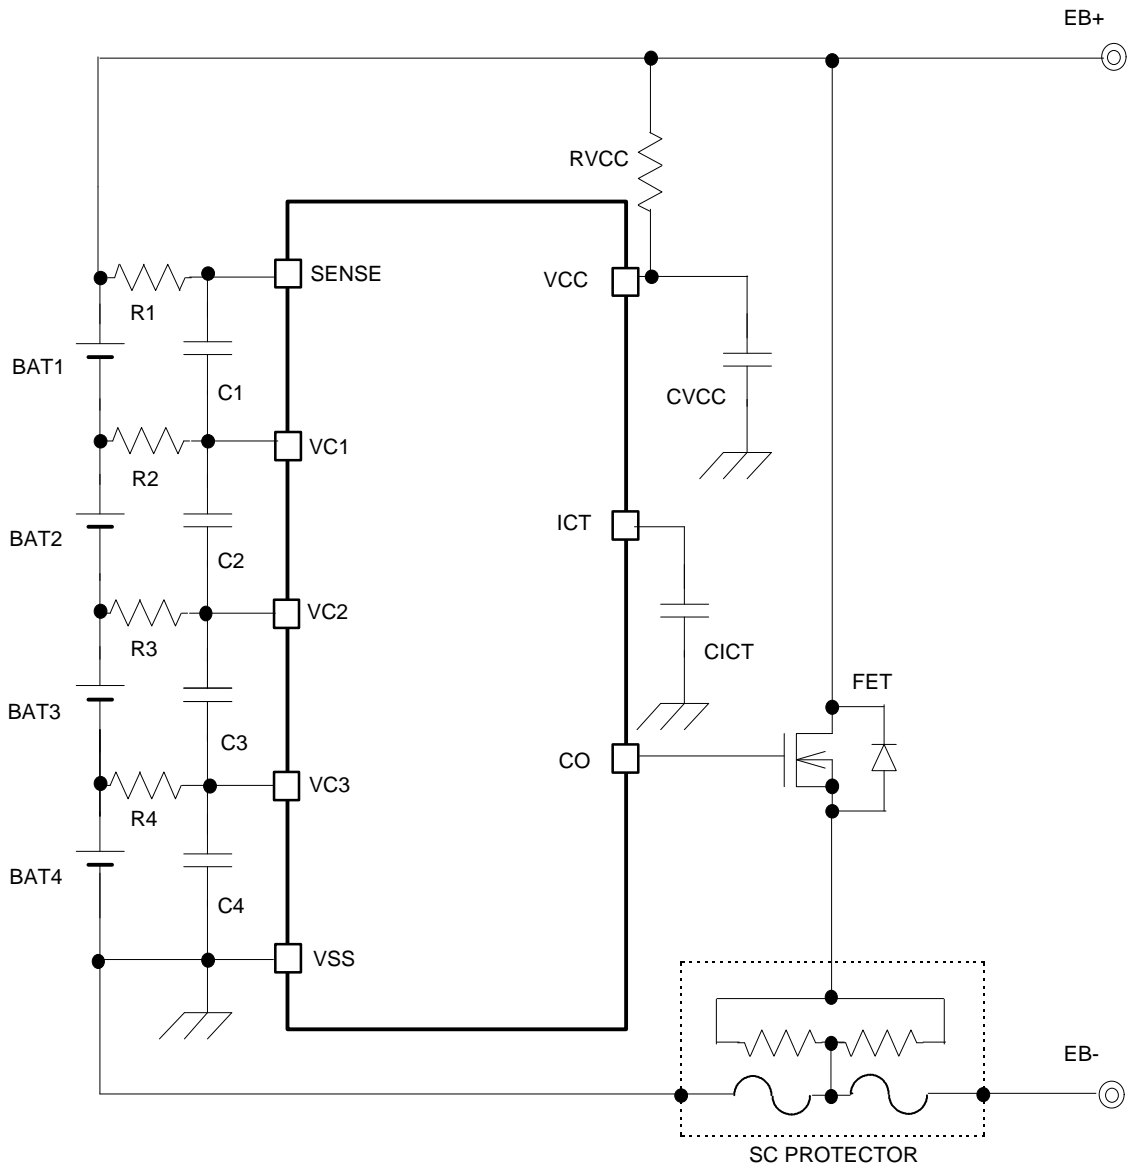 EB+
RVCC
SENSE
VCC
R1
BAT1
C1
CVCC
VC1
R2
ICT
BAT2
C2
VC2
R3
CICT
FET
BAT3
C3
CO
VC3
R4
BAT4
C4
VSS
EB-
SC PROTECTOR